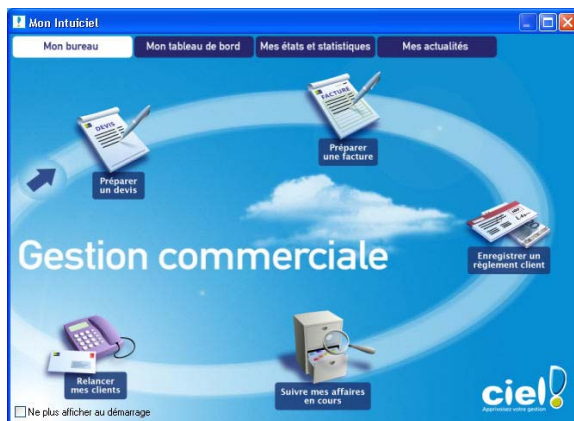 Mon Intuiciel
Mon bureau
Mon tableau de bord
Mes états et statistiques
Mes actualités
DEVIS
Préparer
un devis
FACTURE
Préparer
une facture
Enregistrer un
règlement client
Gestion commerciale
Relancer
mes clients
Suivre mes affaires
en cours
ciel!
Apprivoisez votre gestion
Ne plus afficher au démarrage